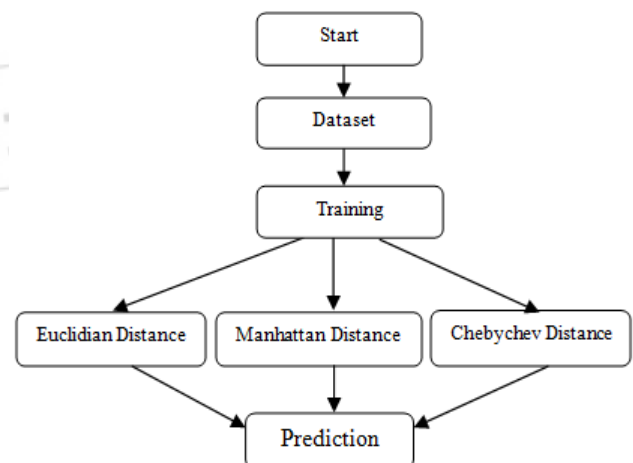 Start
Dataset
Training
Euclidian Distance
Manhattan Distance
Chebychev Distance
Prediction